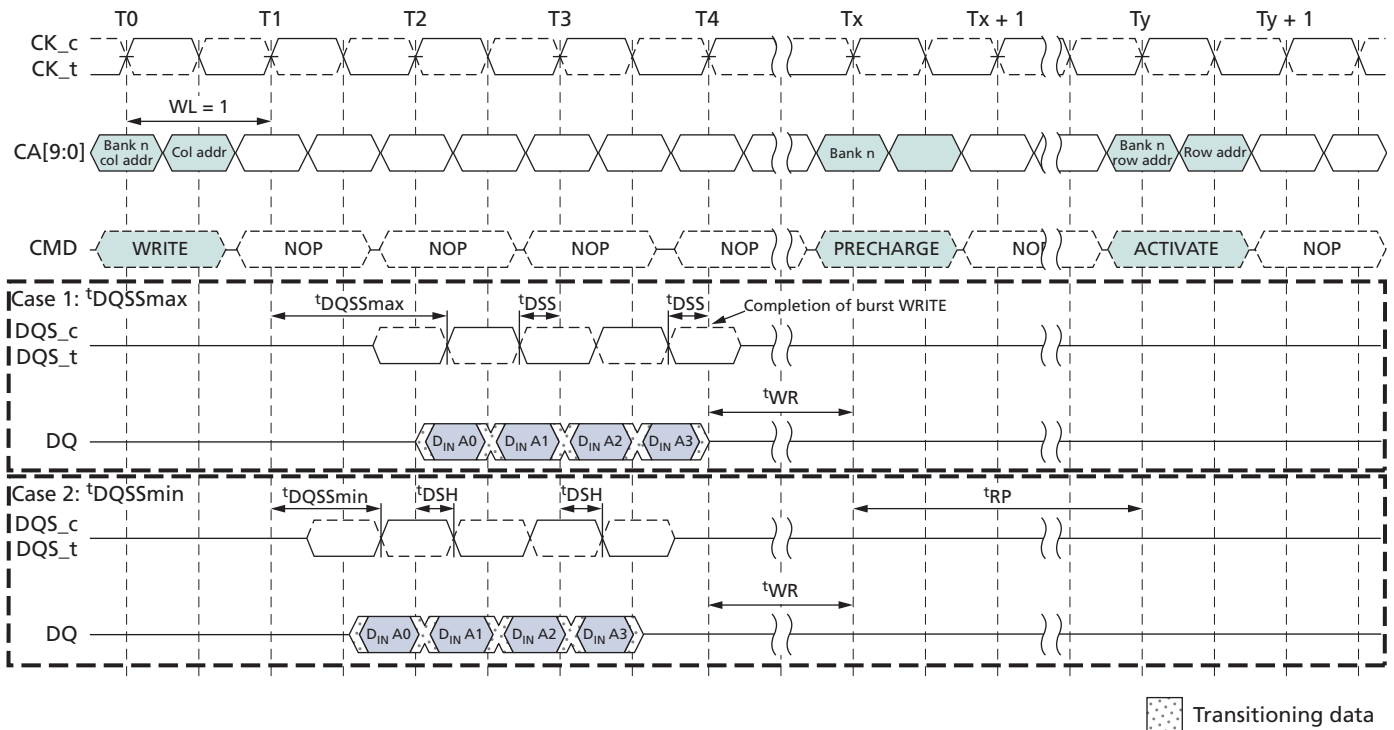 T0 T1 T2 T3 T4 Tx Tx + 1 Ty Ty + 1
CK_c
CK_t
WL = 1
CA[9:0] Bank n col addr Col addr Bank n Bank n row addr Row addr
CMD WRITE NOP NOP NOP NOP PRECHARGE NOP ACTIVATE NOP
Case 1: tDQSSmax
tDQSSmax tDSS tDSS Completion of burst WRITE
DQS_c
DQS_t
tWR
DQ DIN A0 DIN A1 DIN A2 DIN A3
Case 2: tDQSSmin
tDQSSmin tDSH tDSH tRP
DQS_c
DQS_t
tWR
DQ DIN A0 DIN A1 DIN A2 DIN A3
Transitioning data